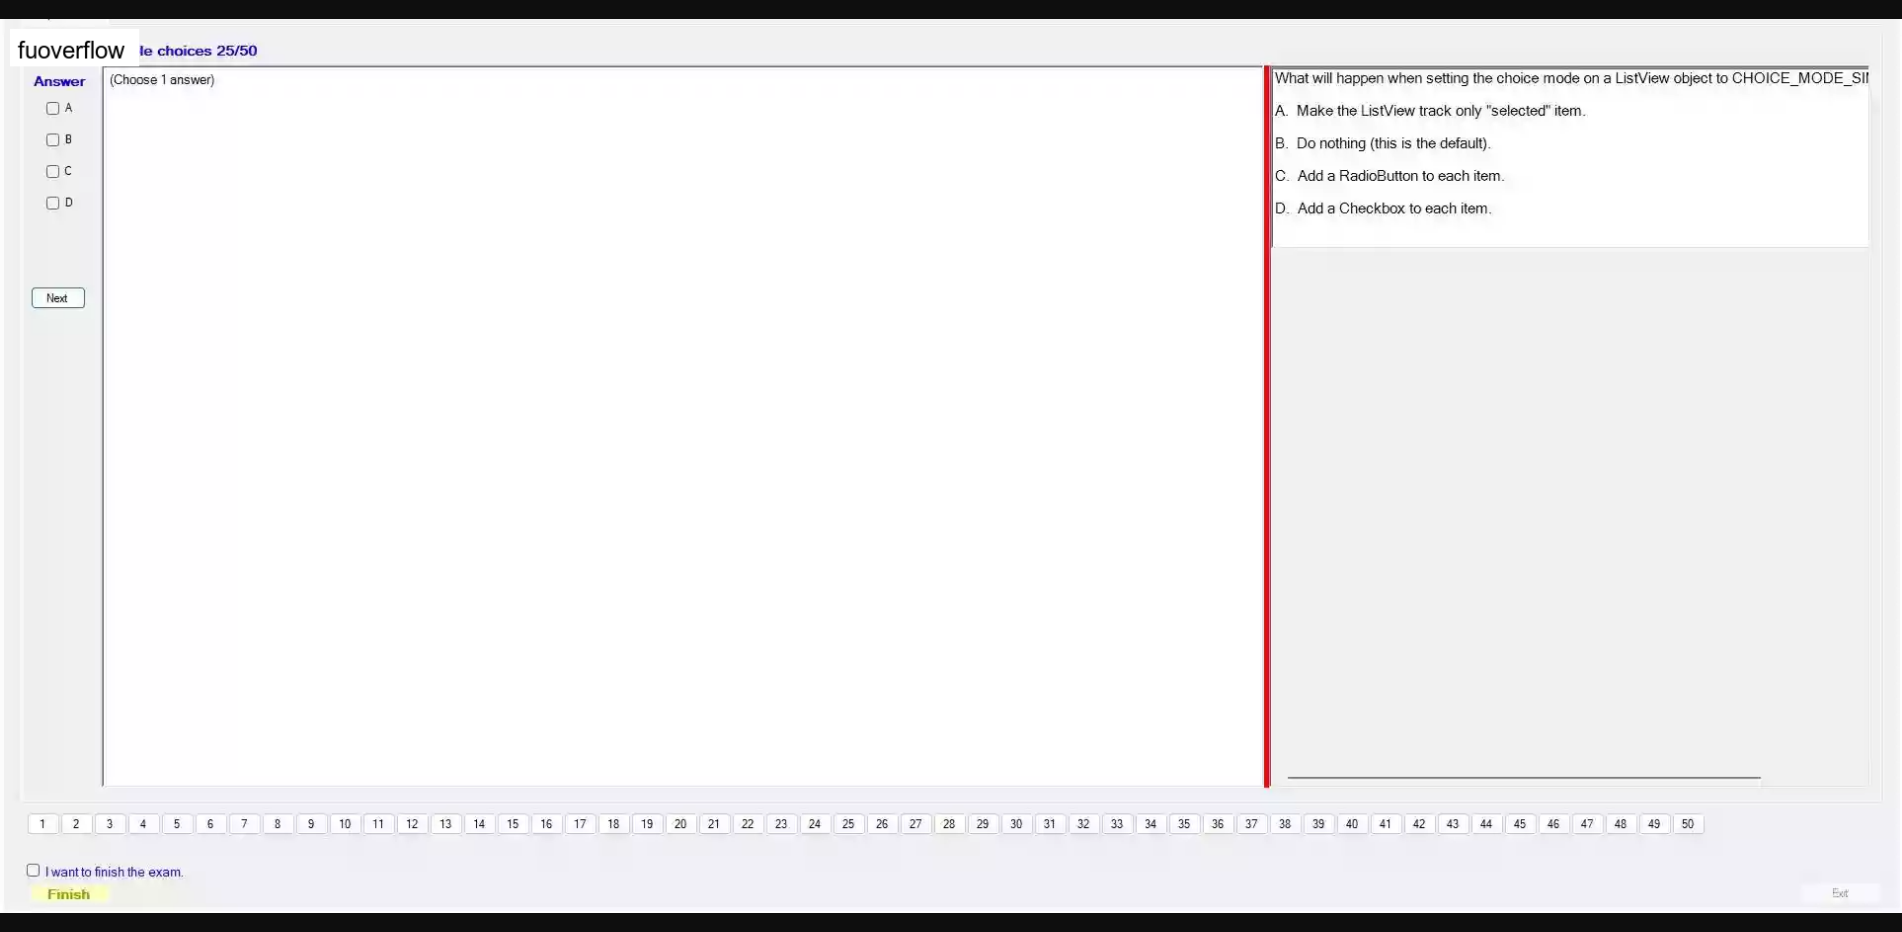 fuoverflow le choices 25/50
Answer
A
B
C
D
Next
(Choose 1 answer)
What will happen when setting the choice mode on a ListView object to
A. Make the ListView track only "selected" item.
B. Do nothing (this is the default).
C. Add a RadioButton to each item.
D. Add a Checkbox to each item.
1 2 3 4 5 6 7 8 9 10 11 12 13 14 15 16 17 18 19 20 21 22 23 24 25 26 27 28 29 30 31 32 33 34 35 36 37 38 39 40 41 42 43 44 45 46 47 48 49 50
I want to finish the exam.
Finish
Exit